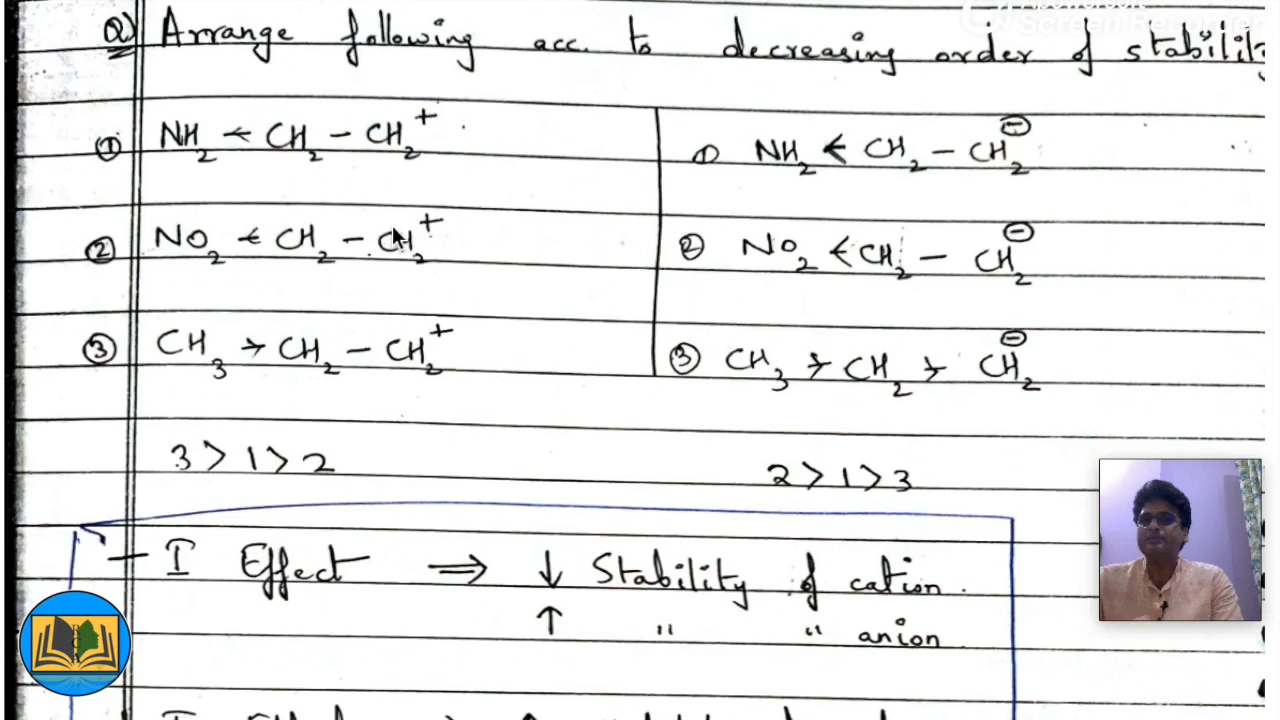 Screen Recorder
Q) Arrange following acc. to decreasing order of stability
① NH₂ ← CH₂ – CH₂⁺
② NO₂ ← CH₂ – CH₂⁺
③ CH₃ → CH₂ – CH₂⁺
3 > 1 > 2
① NH₂ ← CH₂ – CH₂⊖
② NO₂ ← CH₂ – CH₂⊖
③ CH₃ → CH₂ → CH₂⊖
2 > 1 > 3
– I Effect ⇒ ↓ Stability of cation.
↑ " " anion